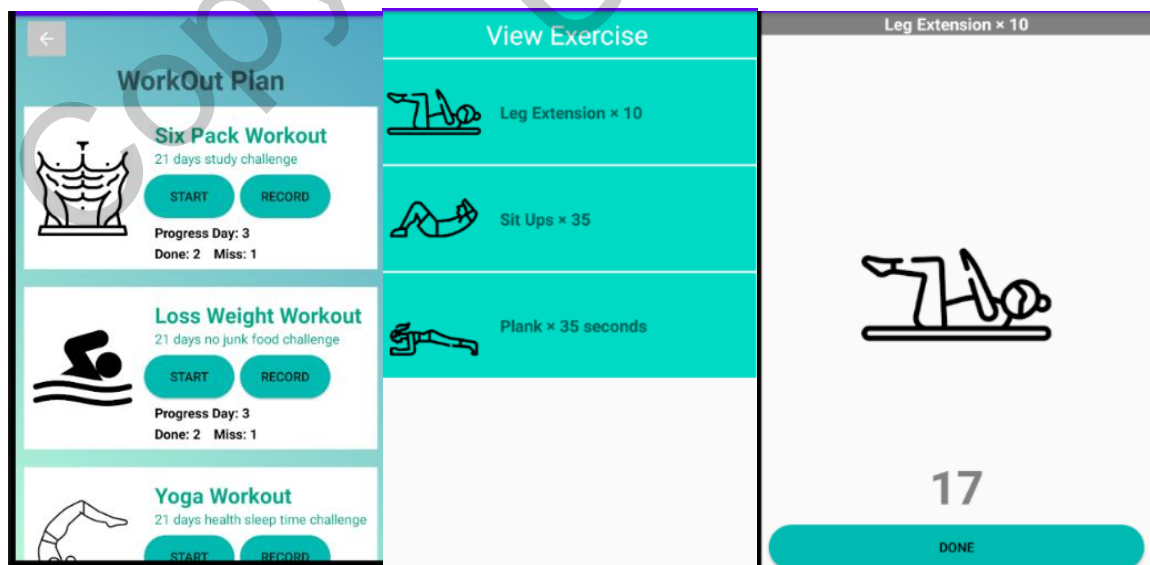 WorkOut Plan
Six Pack Workout
21 days study challenge
START RECORD
Progress Day: 3
Done: 2 Miss: 1
Loss Weight Workout
21 days no junk food challenge
START RECORD
Progress Day: 3
Done: 2 Miss: 1
Yoga Workout
21 days health sleep time challenge
START RECORD
View Exercise
Leg Extension × 10
Sit Ups × 35
Plank × 35 seconds
Leg Extension × 10
17
DONE
Copy